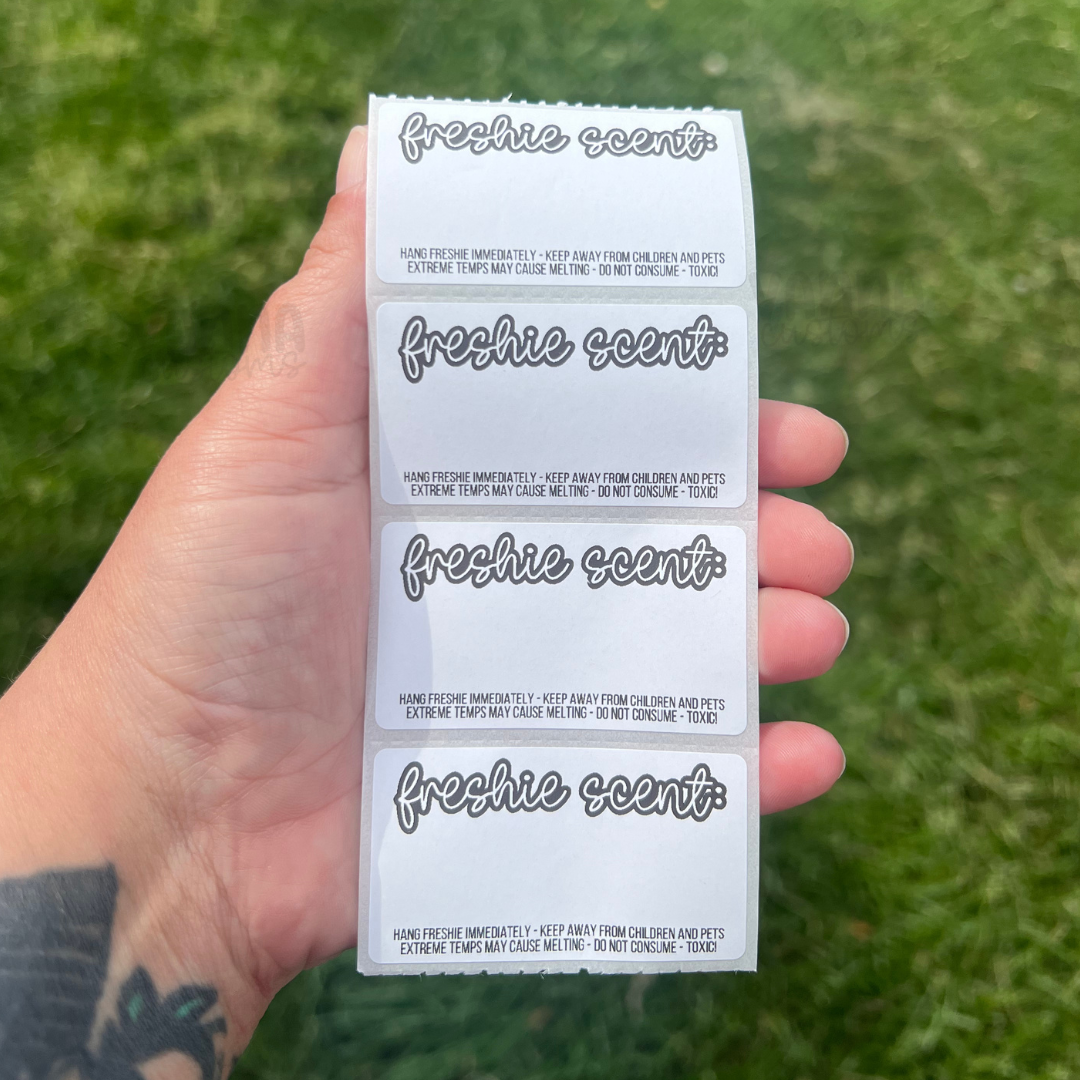 freshie scent:
HANG FRESHIE IMMEDIATELY - KEEP AWAY FROM CHILDREN AND PETS
EXTREME TEMPS MAY CAUSE MELTING - DO NOT CONSUME - TOXIC!
freshie scent:
HANG FRESHIE IMMEDIATELY - KEEP AWAY FROM CHILDREN AND PETS
EXTREME TEMPS MAY CAUSE MELTING - DO NOT CONSUME - TOXIC!
freshie scent:
HANG FRESHIE IMMEDIATELY - KEEP AWAY FROM CHILDREN AND PETS
EXTREME TEMPS MAY CAUSE MELTING - DO NOT CONSUME - TOXIC!
freshie scent:
HANG FRESHIE IMMEDIATELY - KEEP AWAY FROM CHILDREN AND PETS
EXTREME TEMPS MAY CAUSE MELTING - DO NOT CONSUME - TOXIC!